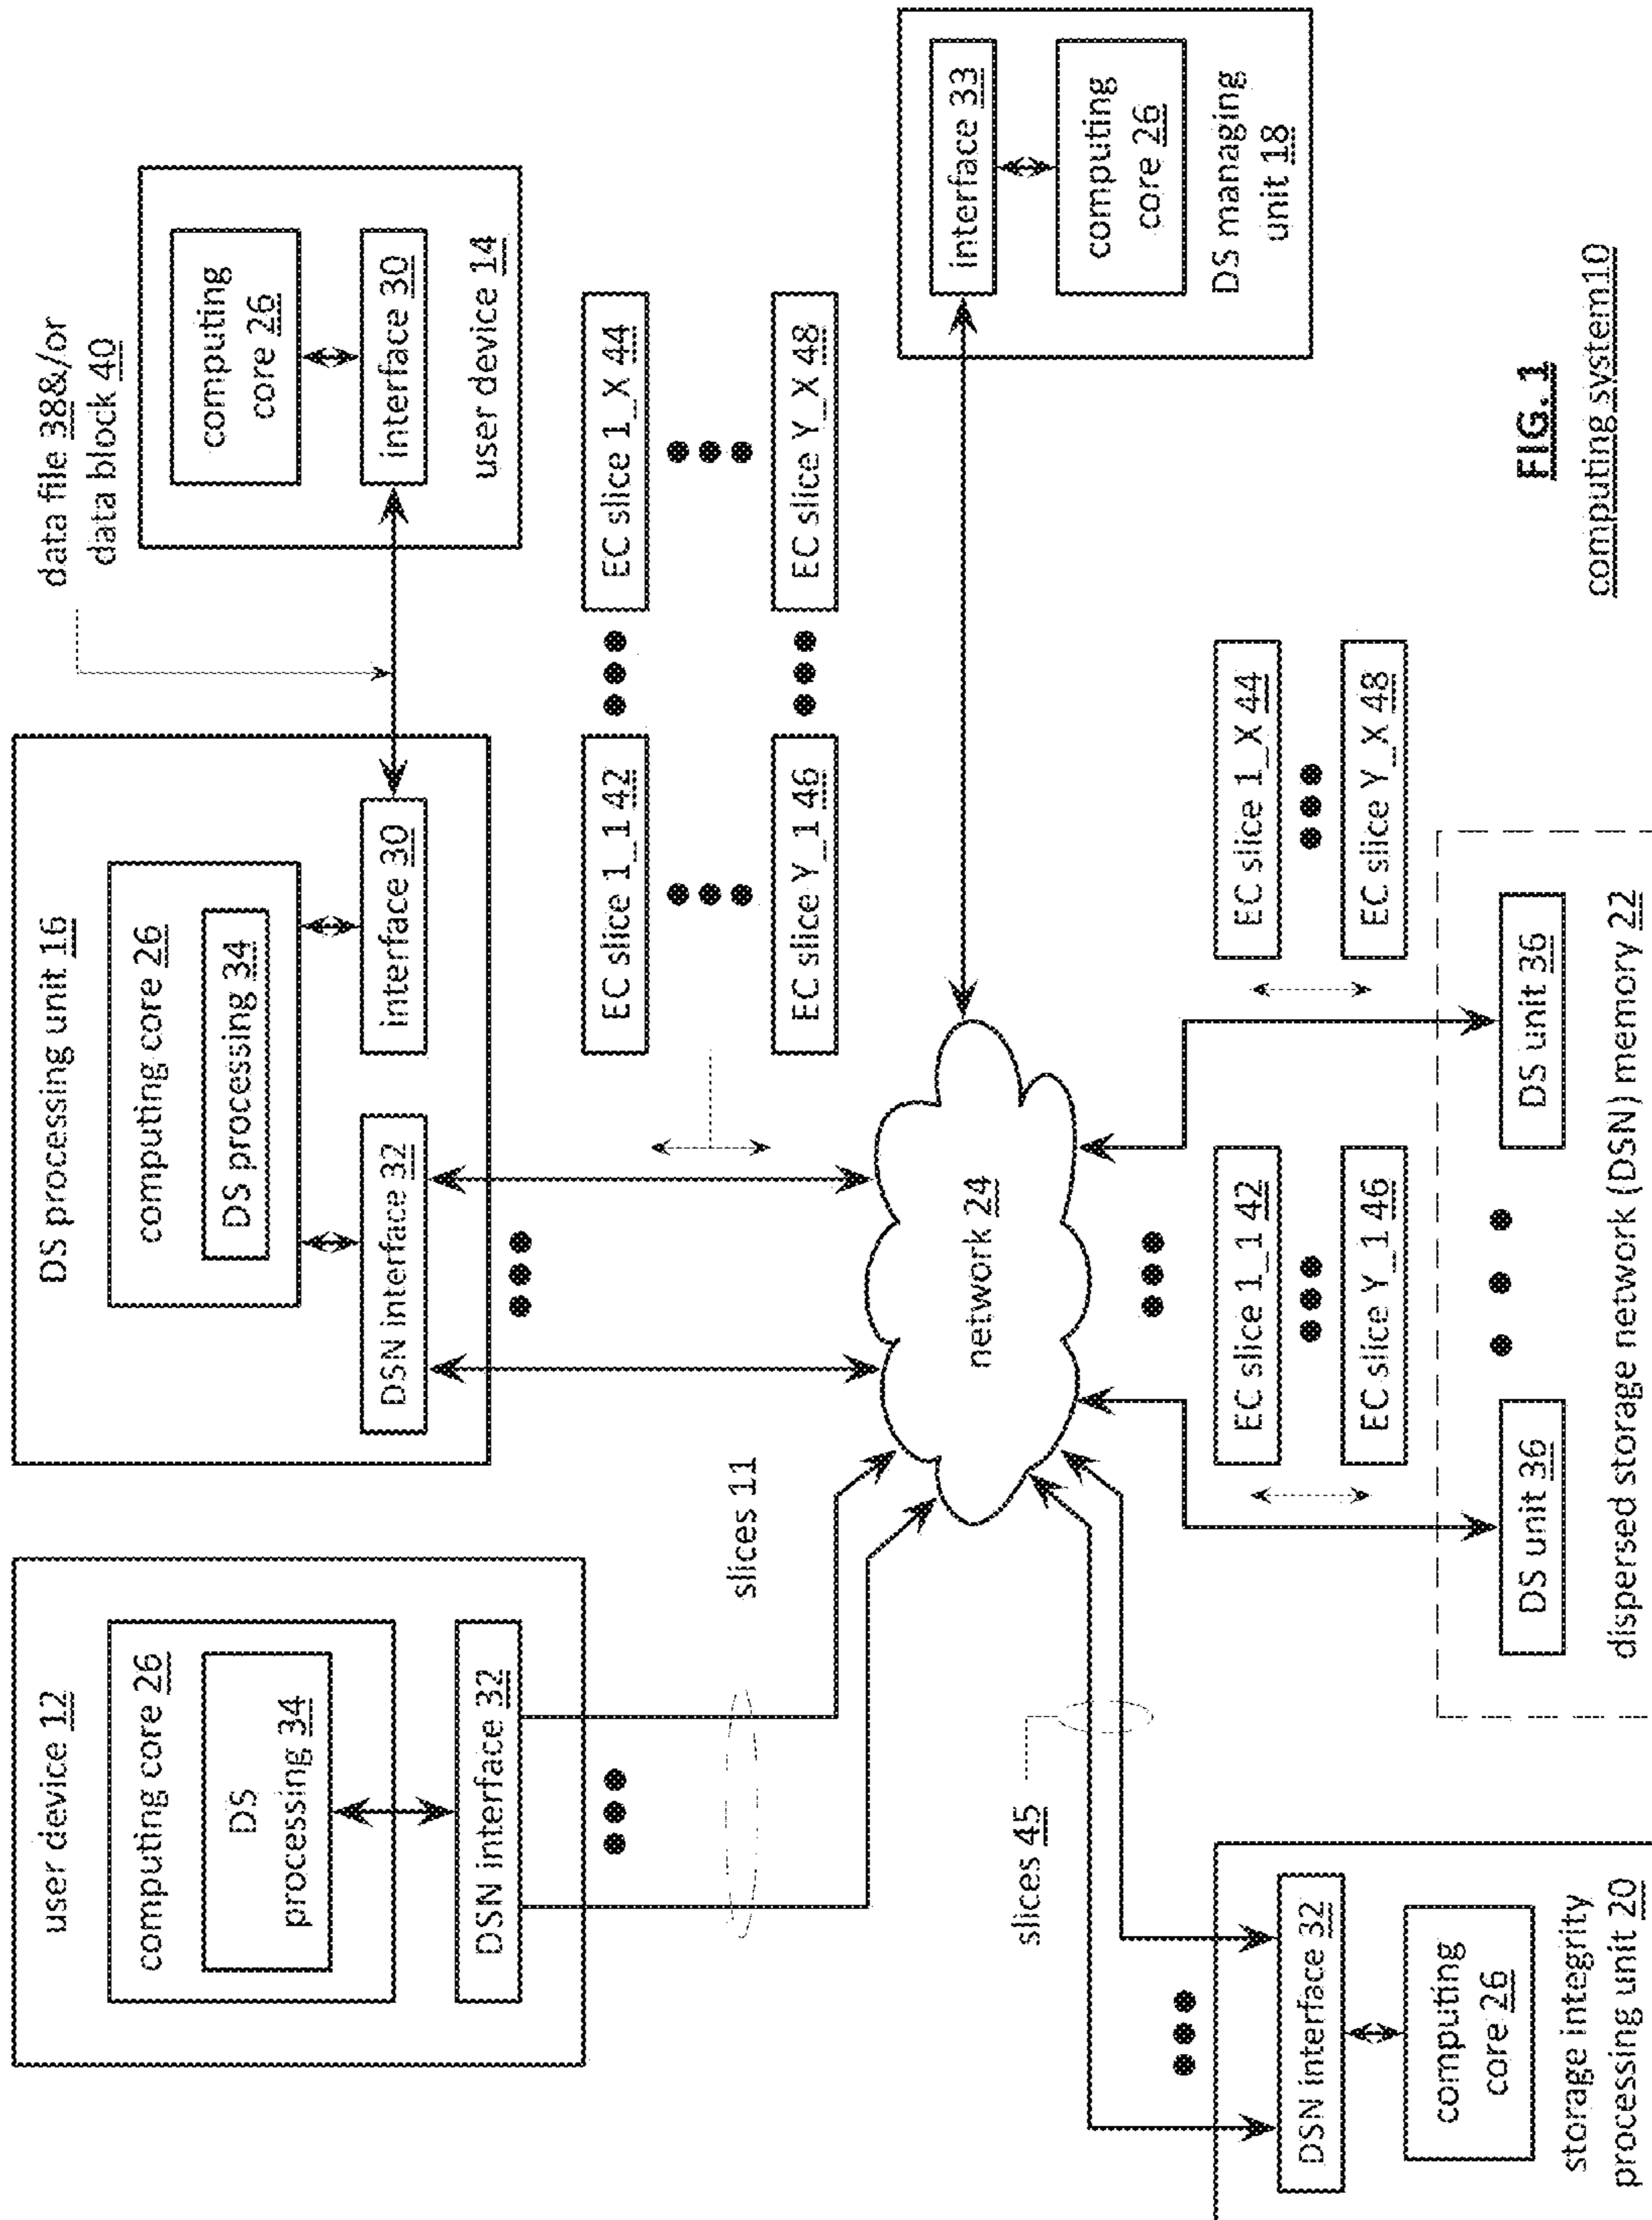 user device 12
computing core 26
DS
processing 34
DSN interface 32
slices 11
DS processing unit 16
computing core 26
DS processing 34
DSN interface 32
interface 30
data file 38&/or
data block 40
computing
core 26
interface 30
user device 14
EC slice 1_1 42
EC slice 1_X 44
EC slice Y_1 46
EC slice Y_X 48
network 24
interface 33
computing
core 26
DS managing
unit 18
slices 45
DSN interface 32
computing
core 26
storage integrity
processing unit 20
EC slice 1_1 42
EC slice Y_1 46
EC slice 1_X 44
EC slice Y_X 48
DS unit 36
DS unit 36
dispersed storage network (DSN) memory 22
FIG. 1
computing system10